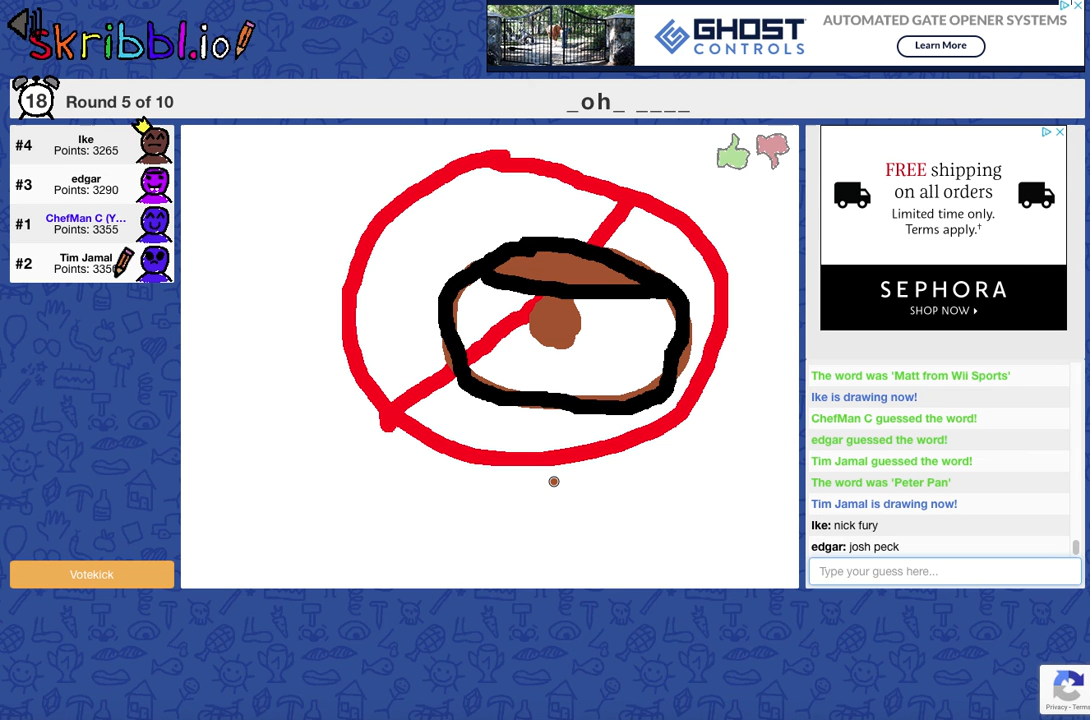 skribbl.io
GHOST
CONTROLS
AUTOMATED GATE OPENER SYSTEMS
Learn More
18
Round 5 of 10
_oh_ ____
#4
Ike
Points: 3265
#3
edgar
Points: 3290
#1
ChefMan C (Y...
Points: 3355
#2
Tim Jamal
Points: 335
Votekick
FREE shipping
on all orders
Limited time only.
Terms apply.†
SEPHORA
SHOP NOW
The word was 'Matt from Wii Sports'
Ike is drawing now!
ChefMan C guessed the word!
edgar guessed the word!
Tim Jamal guessed the word!
The word was 'Peter Pan'
Tim Jamal is drawing now!
Ike: nick fury
edgar: josh peck
Type your guess here...
Privacy - Terms